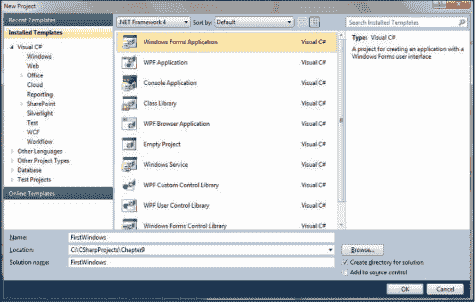 New Project
Recent Templates
Installed Templates
Visual C#
Windows
Web
Office
Cloud
Reporting
SharePoint
Silverlight
Test
WCF
Workflow
Other Languages
Other Project Types
Database
Test Projects
Online Templates
.NET Framework 4
Sort by: Default
Windows Forms Application Visual C#
WPF Application Visual C#
Console Application Visual C#
Class Library Visual C#
WPF Browser Application Visual C#
Empty Project Visual C#
Windows Service Visual C#
WPF Custom Control Library Visual C#
WPF User Control Library Visual C#
Windows Forms Control Library Visual C#
Search Installed Templates
Type: Visual C#
A project for creating an application with a
Windows Forms user interface
Name: FirstWindows
Location: C:\CSharpProjects\Chapter9
Browse...
Solution name: FirstWindows
Create directory for solution
Add to source control
OK Cancel